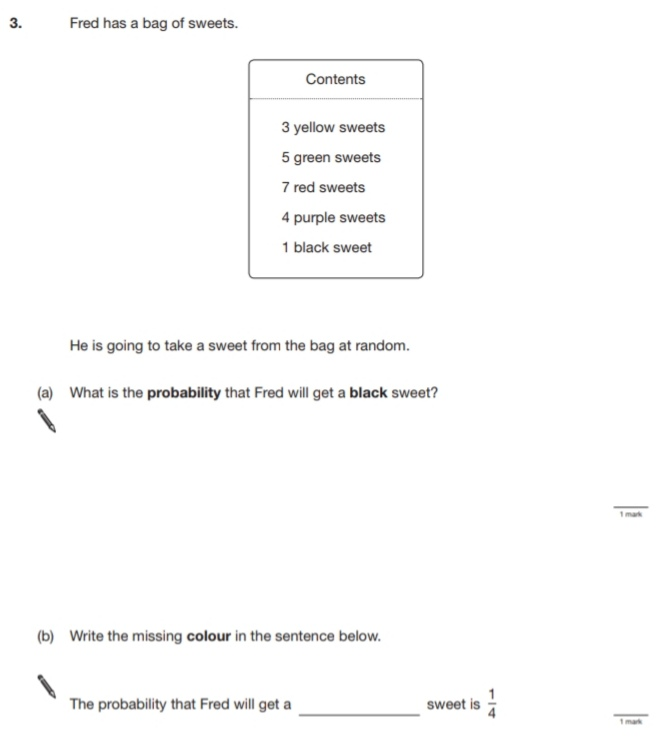 3. Fred has a bag of sweets.
Contents
3 yellow sweets
5 green sweets
7 red sweets
4 purple sweets
1 black sweet
He is going to take a sweet from the bag at random.
(a) What is the probability that Fred will get a black sweet?
1 mark
(b) Write the missing colour in the sentence below.
The probability that Fred will get a ______________ sweet is 1/4
1 mark